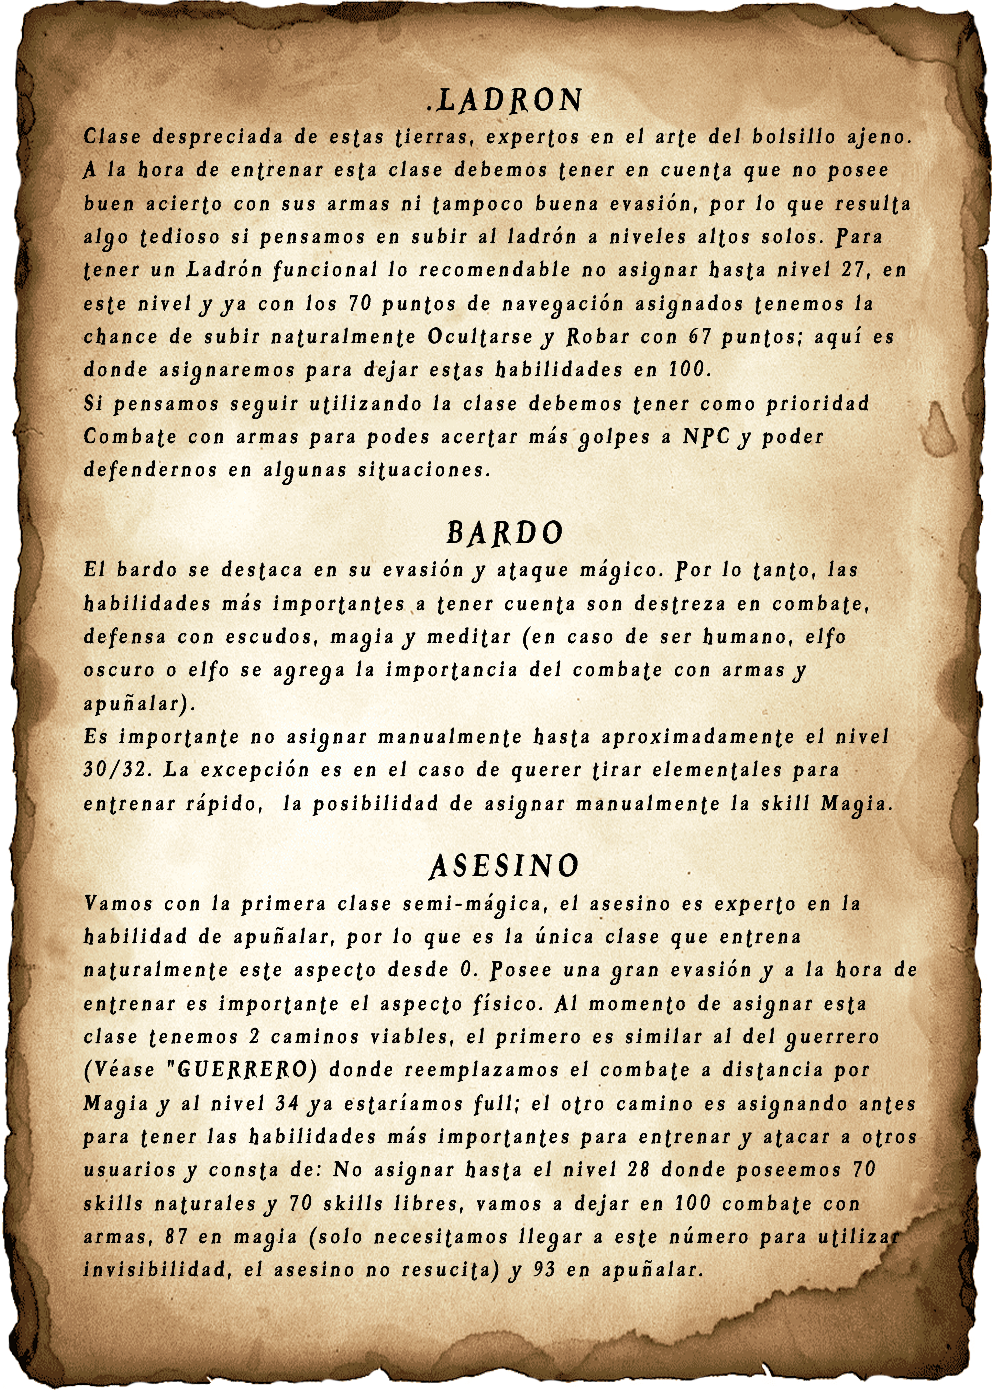 .LADRON
Clase despreciada de estas tierras, expertos en el arte del bolsillo ajeno.
A la hora de entrenar esta clase debemos tener en cuenta que no posee
buen acierto con sus armas ni tampoco buena evasión, por lo que resulta
algo tedioso si pensamos en subir al ladrón a niveles altos solos. Para
tener un Ladrón funcional lo recomendable no asignar hasta nivel 27, en
este nivel y ya con los 70 puntos de navegación asignados tenemos la
chance de subir naturalmente Ocultarse y Robar con 67 puntos; aquí es
donde asignaremos para dejar estas habilidades en 100.
Si pensamos seguir utilizando la clase debemos tener como prioridad
Combate con armas para podes acertar más golpes a NPC y poder
defendernos en algunas situaciones.
BARDO
El bardo se destaca en su evasión y ataque mágico. Por lo tanto, las
habilidades más importantes a tener cuenta son destreza en combate,
defensa con escudos, magia y meditar (en caso de ser humano, elfo
oscuro o elfo se agrega la importancia del combate con armas y
apuñalar).
Es importante no asignar manualmente hasta aproximadamente el nivel
30/32. La excepción es en el caso de querer tirar elementales para
entrenar rápido, la posibilidad de asignar manualmente la skill Magia.
ASESINO
Vamos con la primera clase semi-mágica, el asesino es experto en la
habilidad de apuñalar, por lo que es la única clase que entrena
naturalmente este aspecto desde 0. Posee una gran evasión y a la hora de
entrenar es importante el aspecto físico. Al momento de asignar esta
clase tenemos 2 caminos viables, el primero es similar al del guerrero
(Véase "GUERRERO) donde reemplazamos el combate a distancia por
Magia y al nivel 34 ya estaríamos full; el otro camino es asignando antes
para tener las habilidades más importantes para entrenar y atacar a otros
usuarios y consta de: No asignar hasta el nivel 28 donde poseemos 70
skills naturales y 70 skills libres, vamos a dejar en 100 combate con
armas, 87 en magia (solo necesitamos llegar a este número para utilizar
invisibilidad, el asesino no resucita) y 93 en apuñalar.